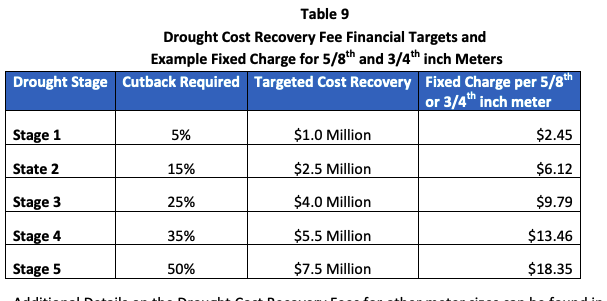 Table 9
Drought Cost Recovery Fee Financial Targets and
Example Fixed Charge for 5/8th and 3/4th inch Meters
Drought Stage Cutback Required Targeted Cost Recovery Fixed Charge per 5/8th
or 3/4th inch meter
Stage 1 5% $1.0 Million $2.45
State 2 15% $2.5 Million $6.12
Stage 3 25% $4.0 Million $9.79
Stage 4 35% $5.5 Million $13.46
Stage 5 50% $7.5 Million $18.35
Additional Details on the Drought Cost Recovery Fees for other meter sizes can be found in